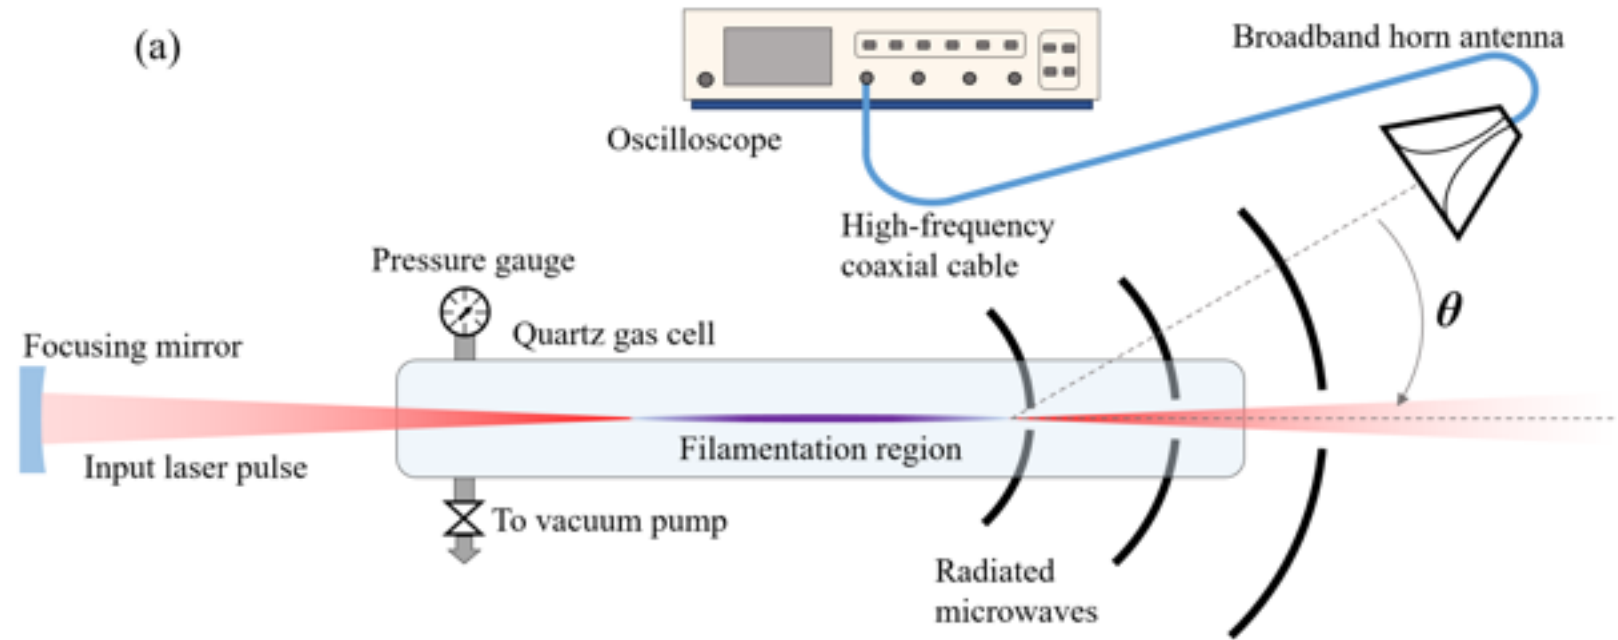 (a)
Broadband horn antenna
Oscilloscope
High-frequency
coaxial cable
Pressure gauge
Quartz gas cell
θ
Focusing mirror
Filamentation region
Input laser pulse
To vacuum pump
Radiated
microwaves